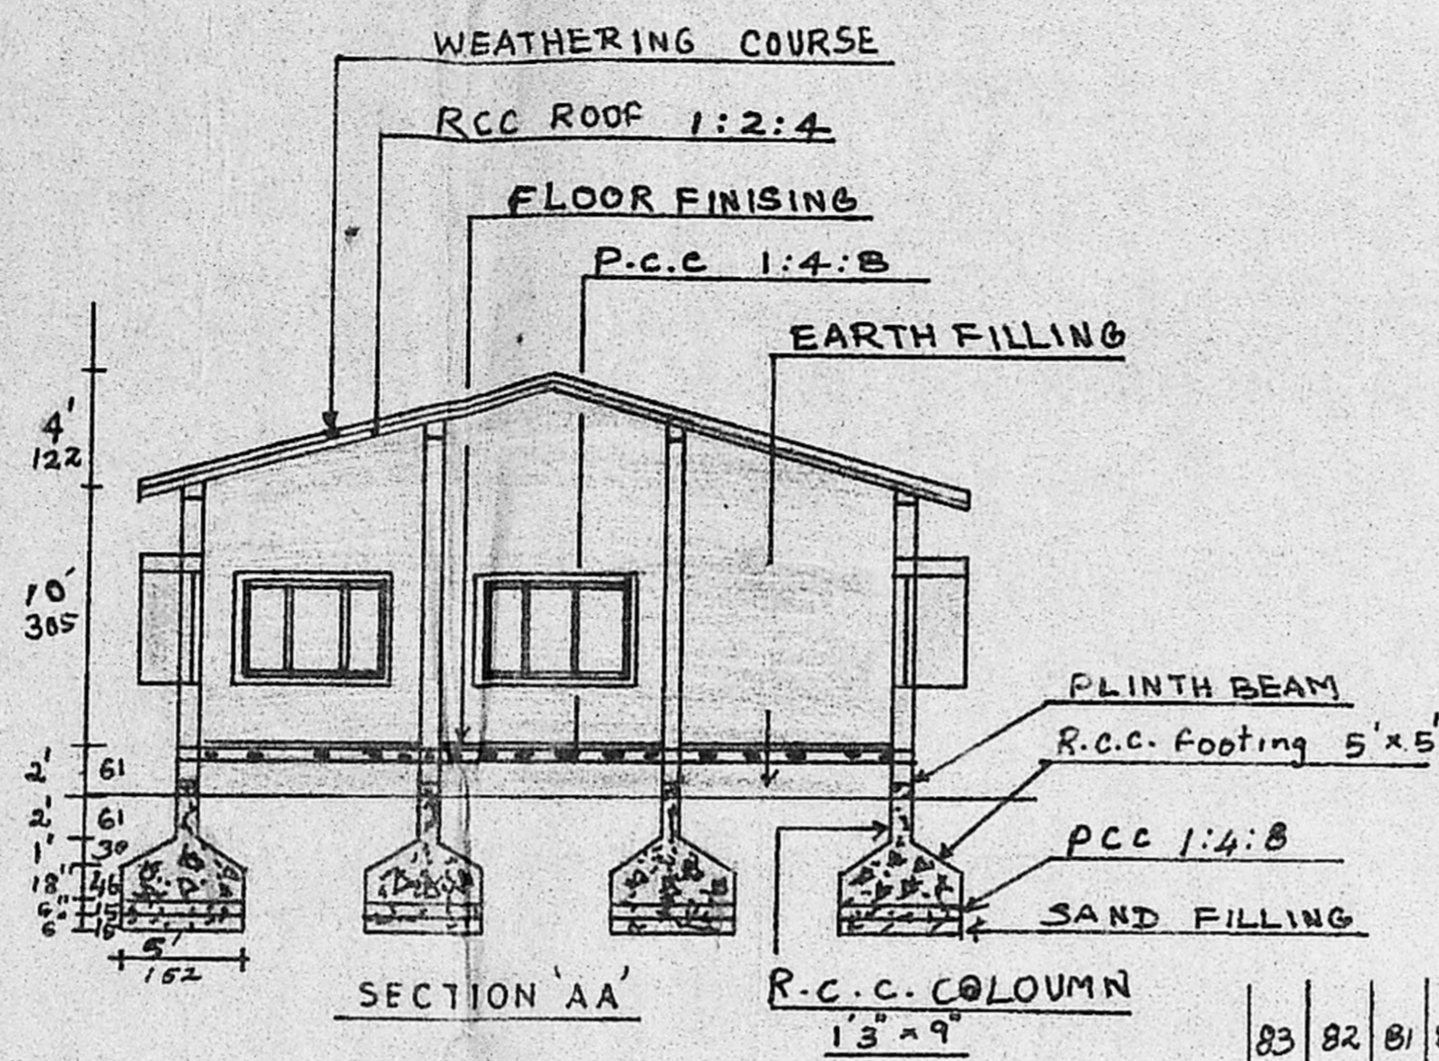 WEATHERING COURSE
RCC ROOF 1:2:4
FLOOR FINISING
P.C.C 1:4:8
EARTH FILLING
4'
122
10'
305
PLINTH BEAM
R.C.C. Footing 5'x5'
2' 61
2' 61
1' 30
PCC 1:4:8
18" 46
6" 15
6" 15
SAND FILLING
5'
152
SECTION 'AA'
R.C.C. COLOUMN
1'3" x 9"
83 82 81